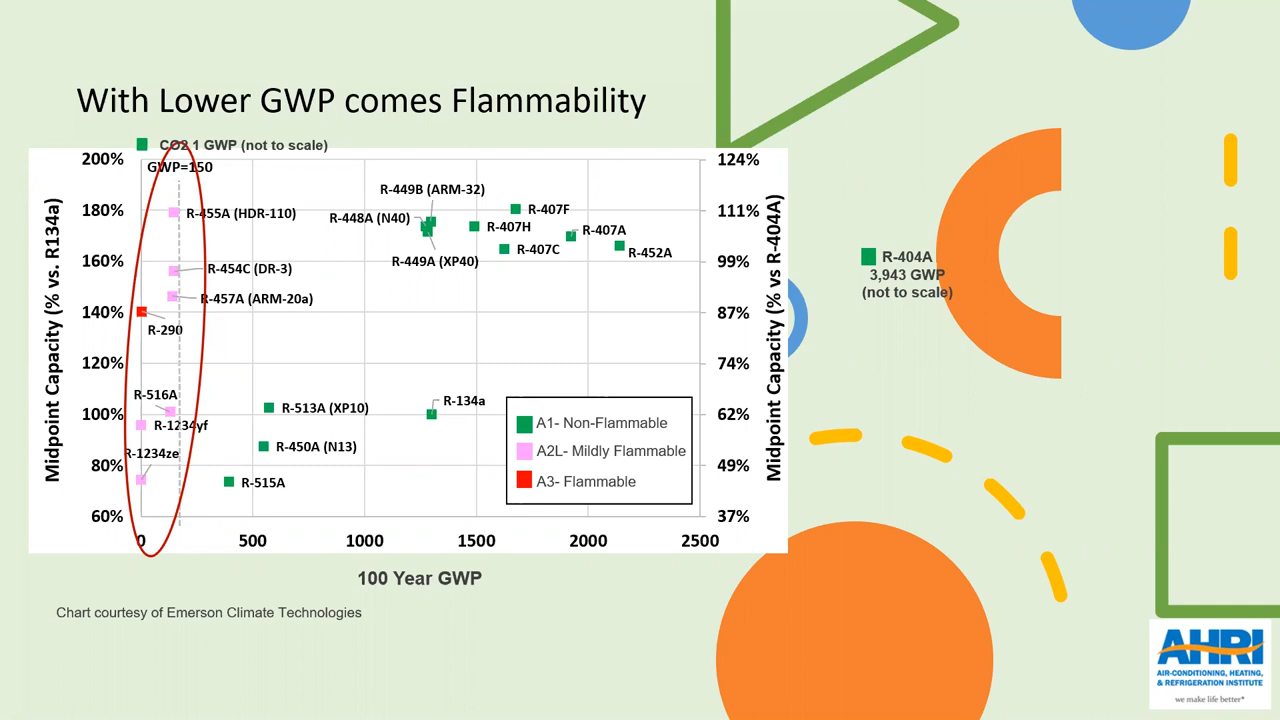 With Lower GWP comes Flammability
CO2 1 GWP (not to scale)
GWP=150
Midpoint Capacity (% vs. R134a)
200%
180%
160%
140%
120%
100%
80%
60%
R-455A (HDR-110)
R-454C (DR-3)
R-457A (ARM-20a)
R-290
R-516A
R-1234yf
R-1234ze
R-449B (ARM-32)
R-448A (N40)
R-449A (XP40)
R-407F
R-407H
R-407A
R-407C
R-452A
R-513A (XP10)
R-134a
R-450A (N13)
R-515A
A1- Non-Flammable
A2L- Mildly Flammable
A3- Flammable
124%
111%
99%
87%
74%
62%
49%
37%
Midpoint Capacity (% vs R-404A)
R-404A
3,943 GWP
(not to scale)
0
500
1000
1500
2000
2500
100 Year GWP
Chart courtesy of Emerson Climate Technologies
AHRI
AIR-CONDITIONING, HEATING,
& REFRIGERATION INSTITUTE
we make life better*